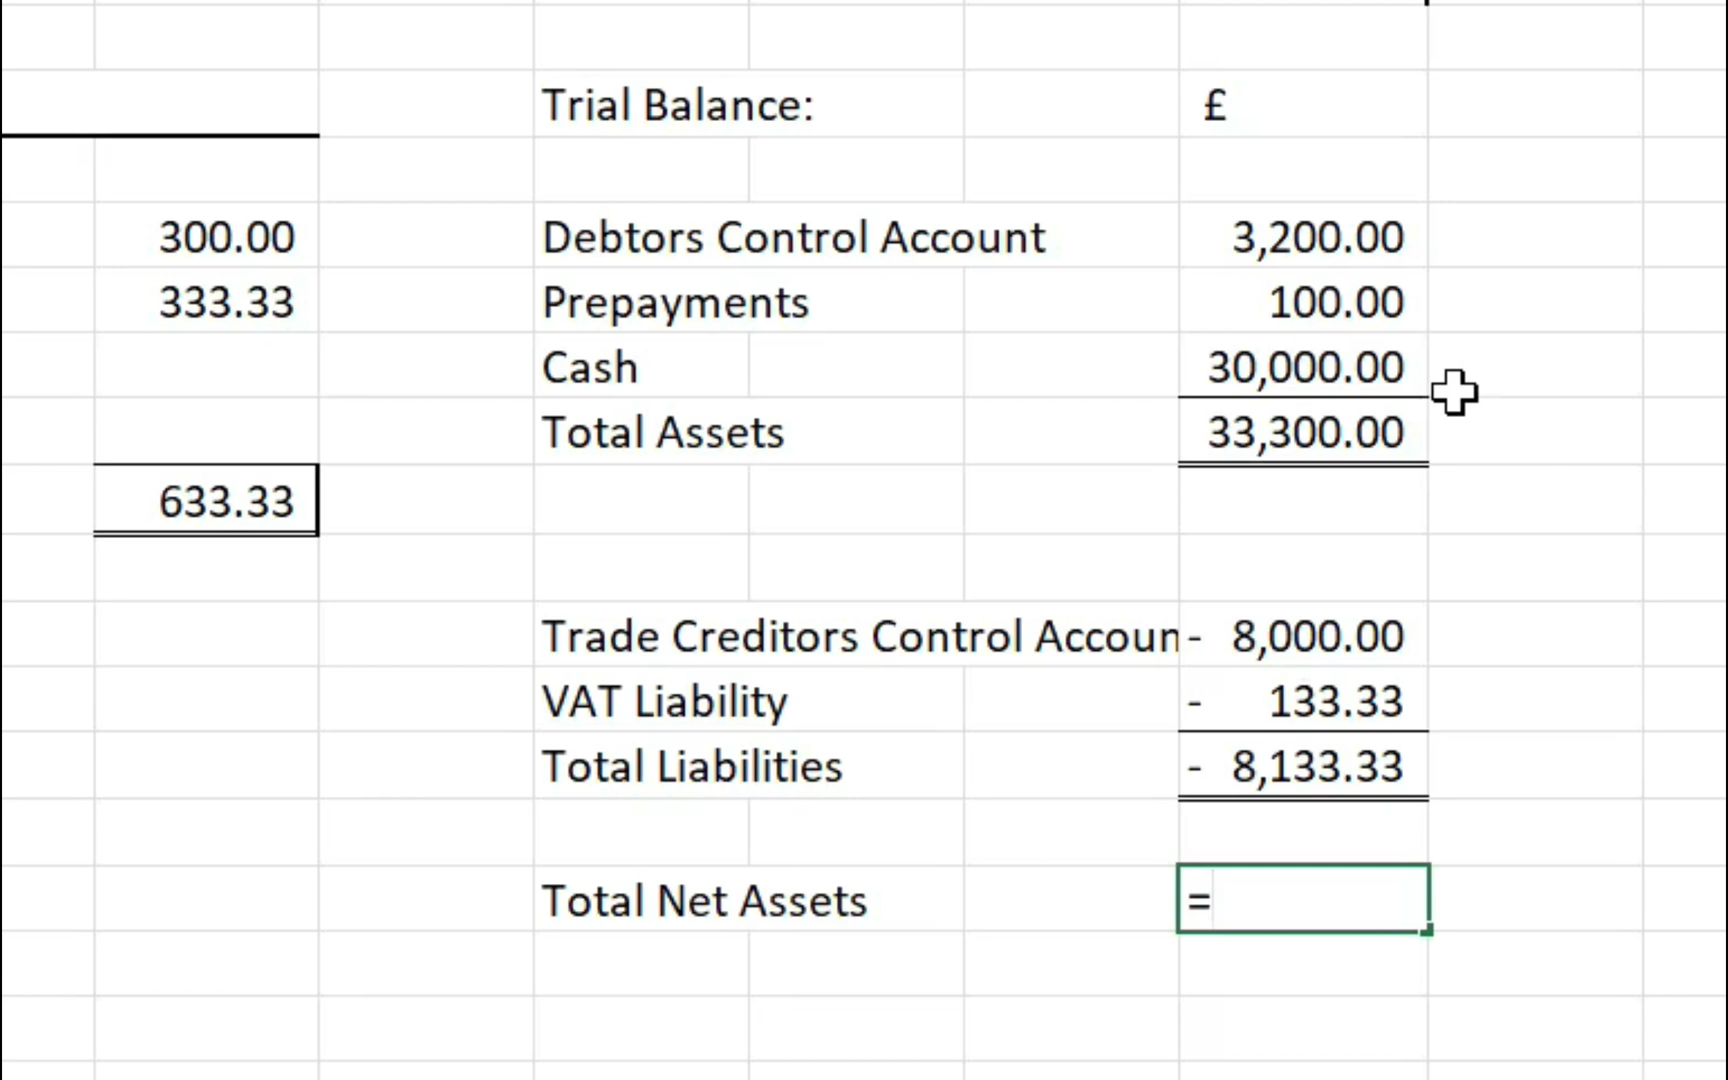 Trial Balance: £
300.00 Debtors Control Account 3,200.00
333.33 Prepayments 100.00
Cash 30,000.00
Total Assets 33,300.00
633.33
Trade Creditors Control Accoun - 8,000.00
VAT Liability - 133.33
Total Liabilities - 8,133.33
Total Net Assets =